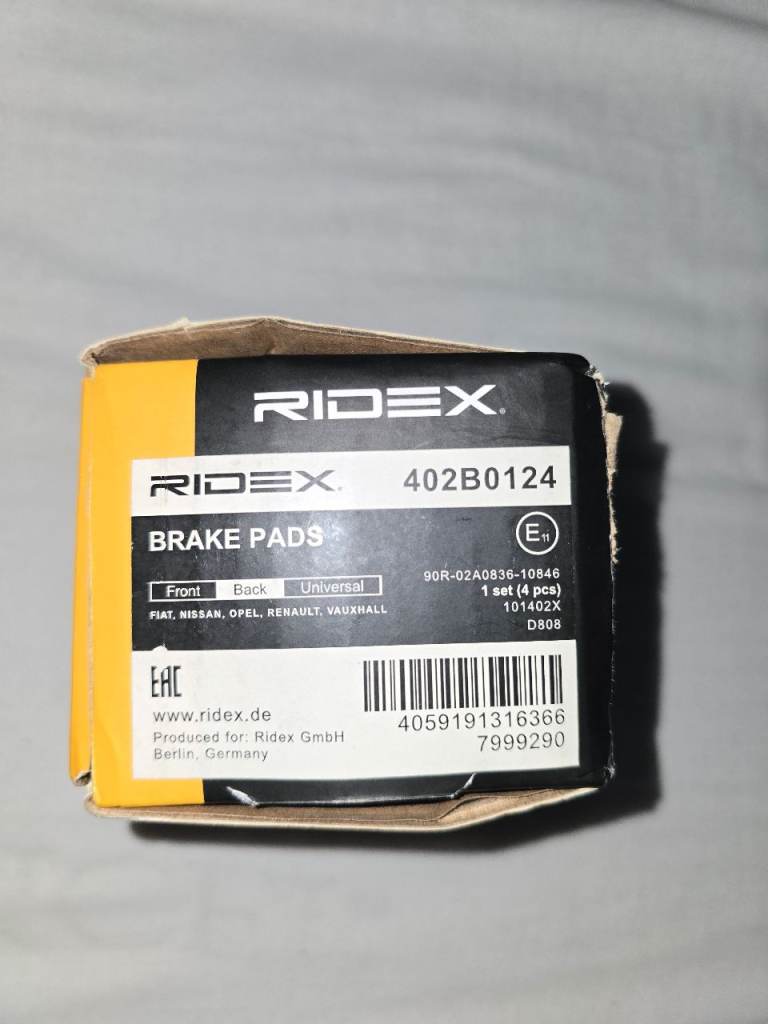 RIDEX®
RIDEX. 402B0124
BRAKE PADS E11
Front Back Universal 90R-02A0836-10846
1 set (4 pcs)
FIAT, NISSAN, OPEL, RENAULT, VAUXHALL 101402X
D808
EAC
www.ridex.de 4059191316366
Produced for: Ridex GmbH 7999290
Berlin, Germany